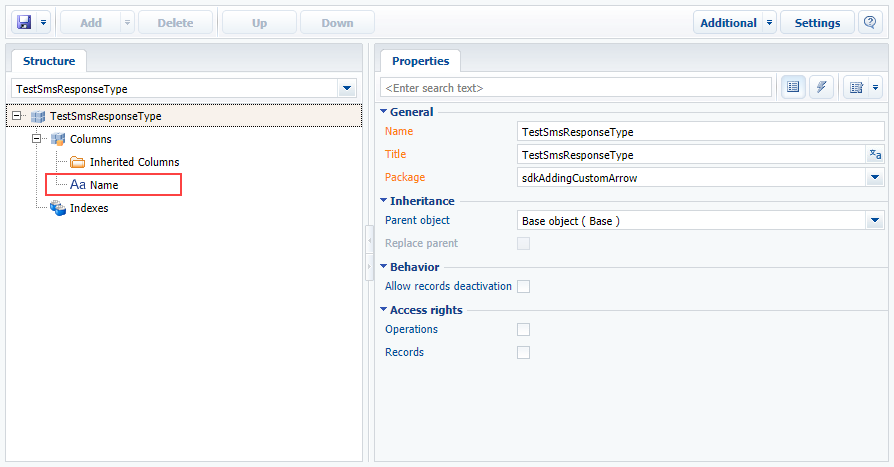 Add Delete Up Down Additional Settings
Structure
TestSmsResponseType
TestSmsResponseType
Columns
Inherited Columns
Aa Name
Indexes
Properties
<Enter search text>
General
Name TestSmsResponseType
Title TestSmsResponseType
Package sdkAddingCustomArrow
Inheritance
Parent object Base object ( Base )
Replace parent
Behavior
Allow records deactivation
Access rights
Operations
Records